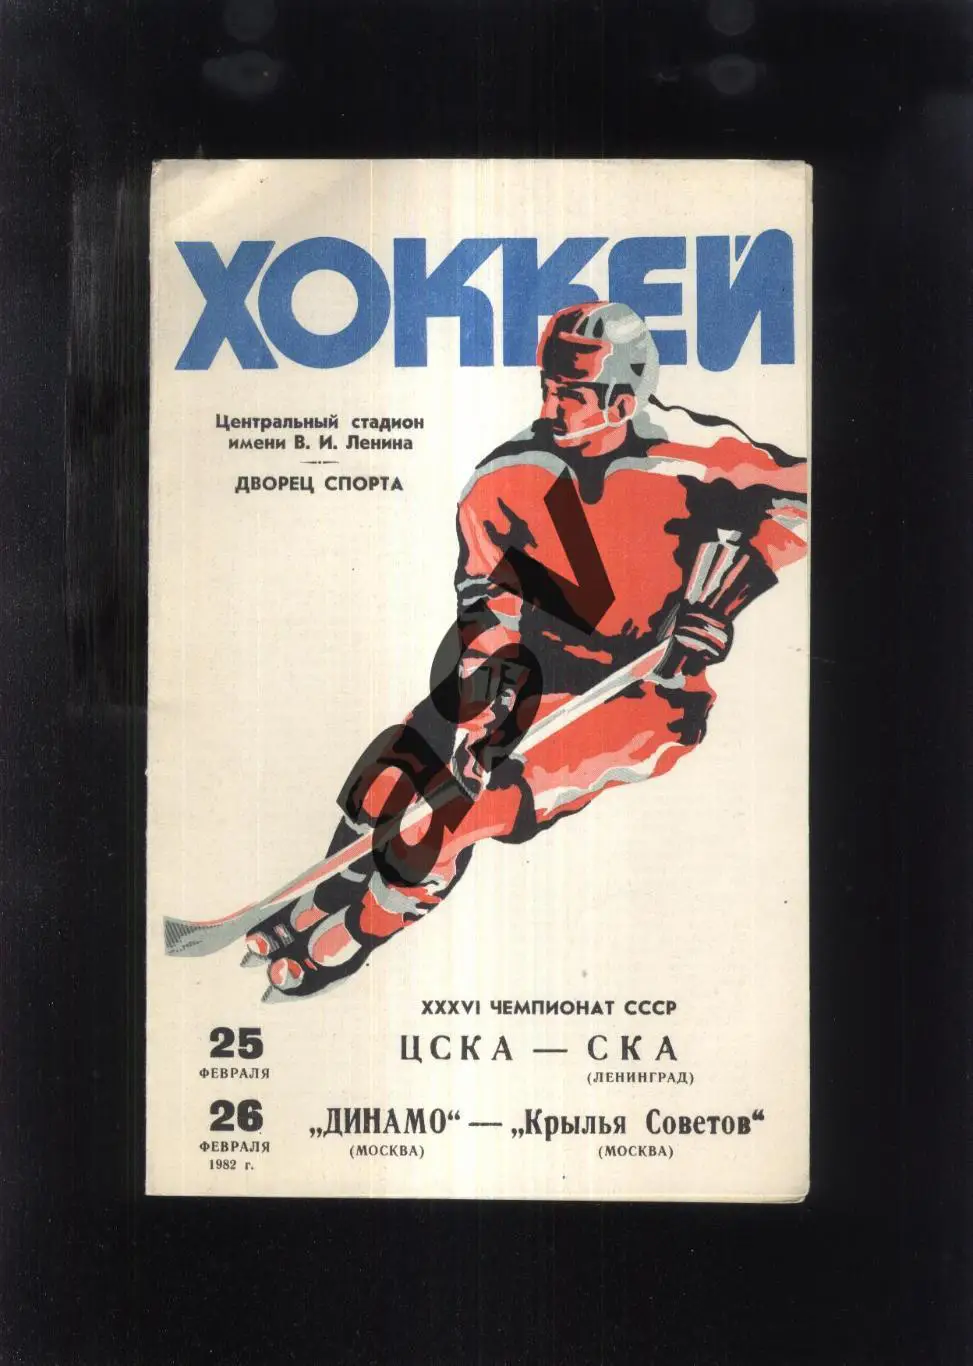 ХОККЕЙ
Центральный стадион
имени В. И. Ленина
ДВОРЕЦ СПОРТА
asv
XXXVI ЧЕМПИОНАТ СССР
25 ФЕВРАЛЯ
ЦСКА — СКА
(ЛЕНИНГРАД)
26 ФЕВРАЛЯ
1982 г.
„ДИНАМО“ — „Крылья Советов“
(МОСКВА) (МОСКВА)